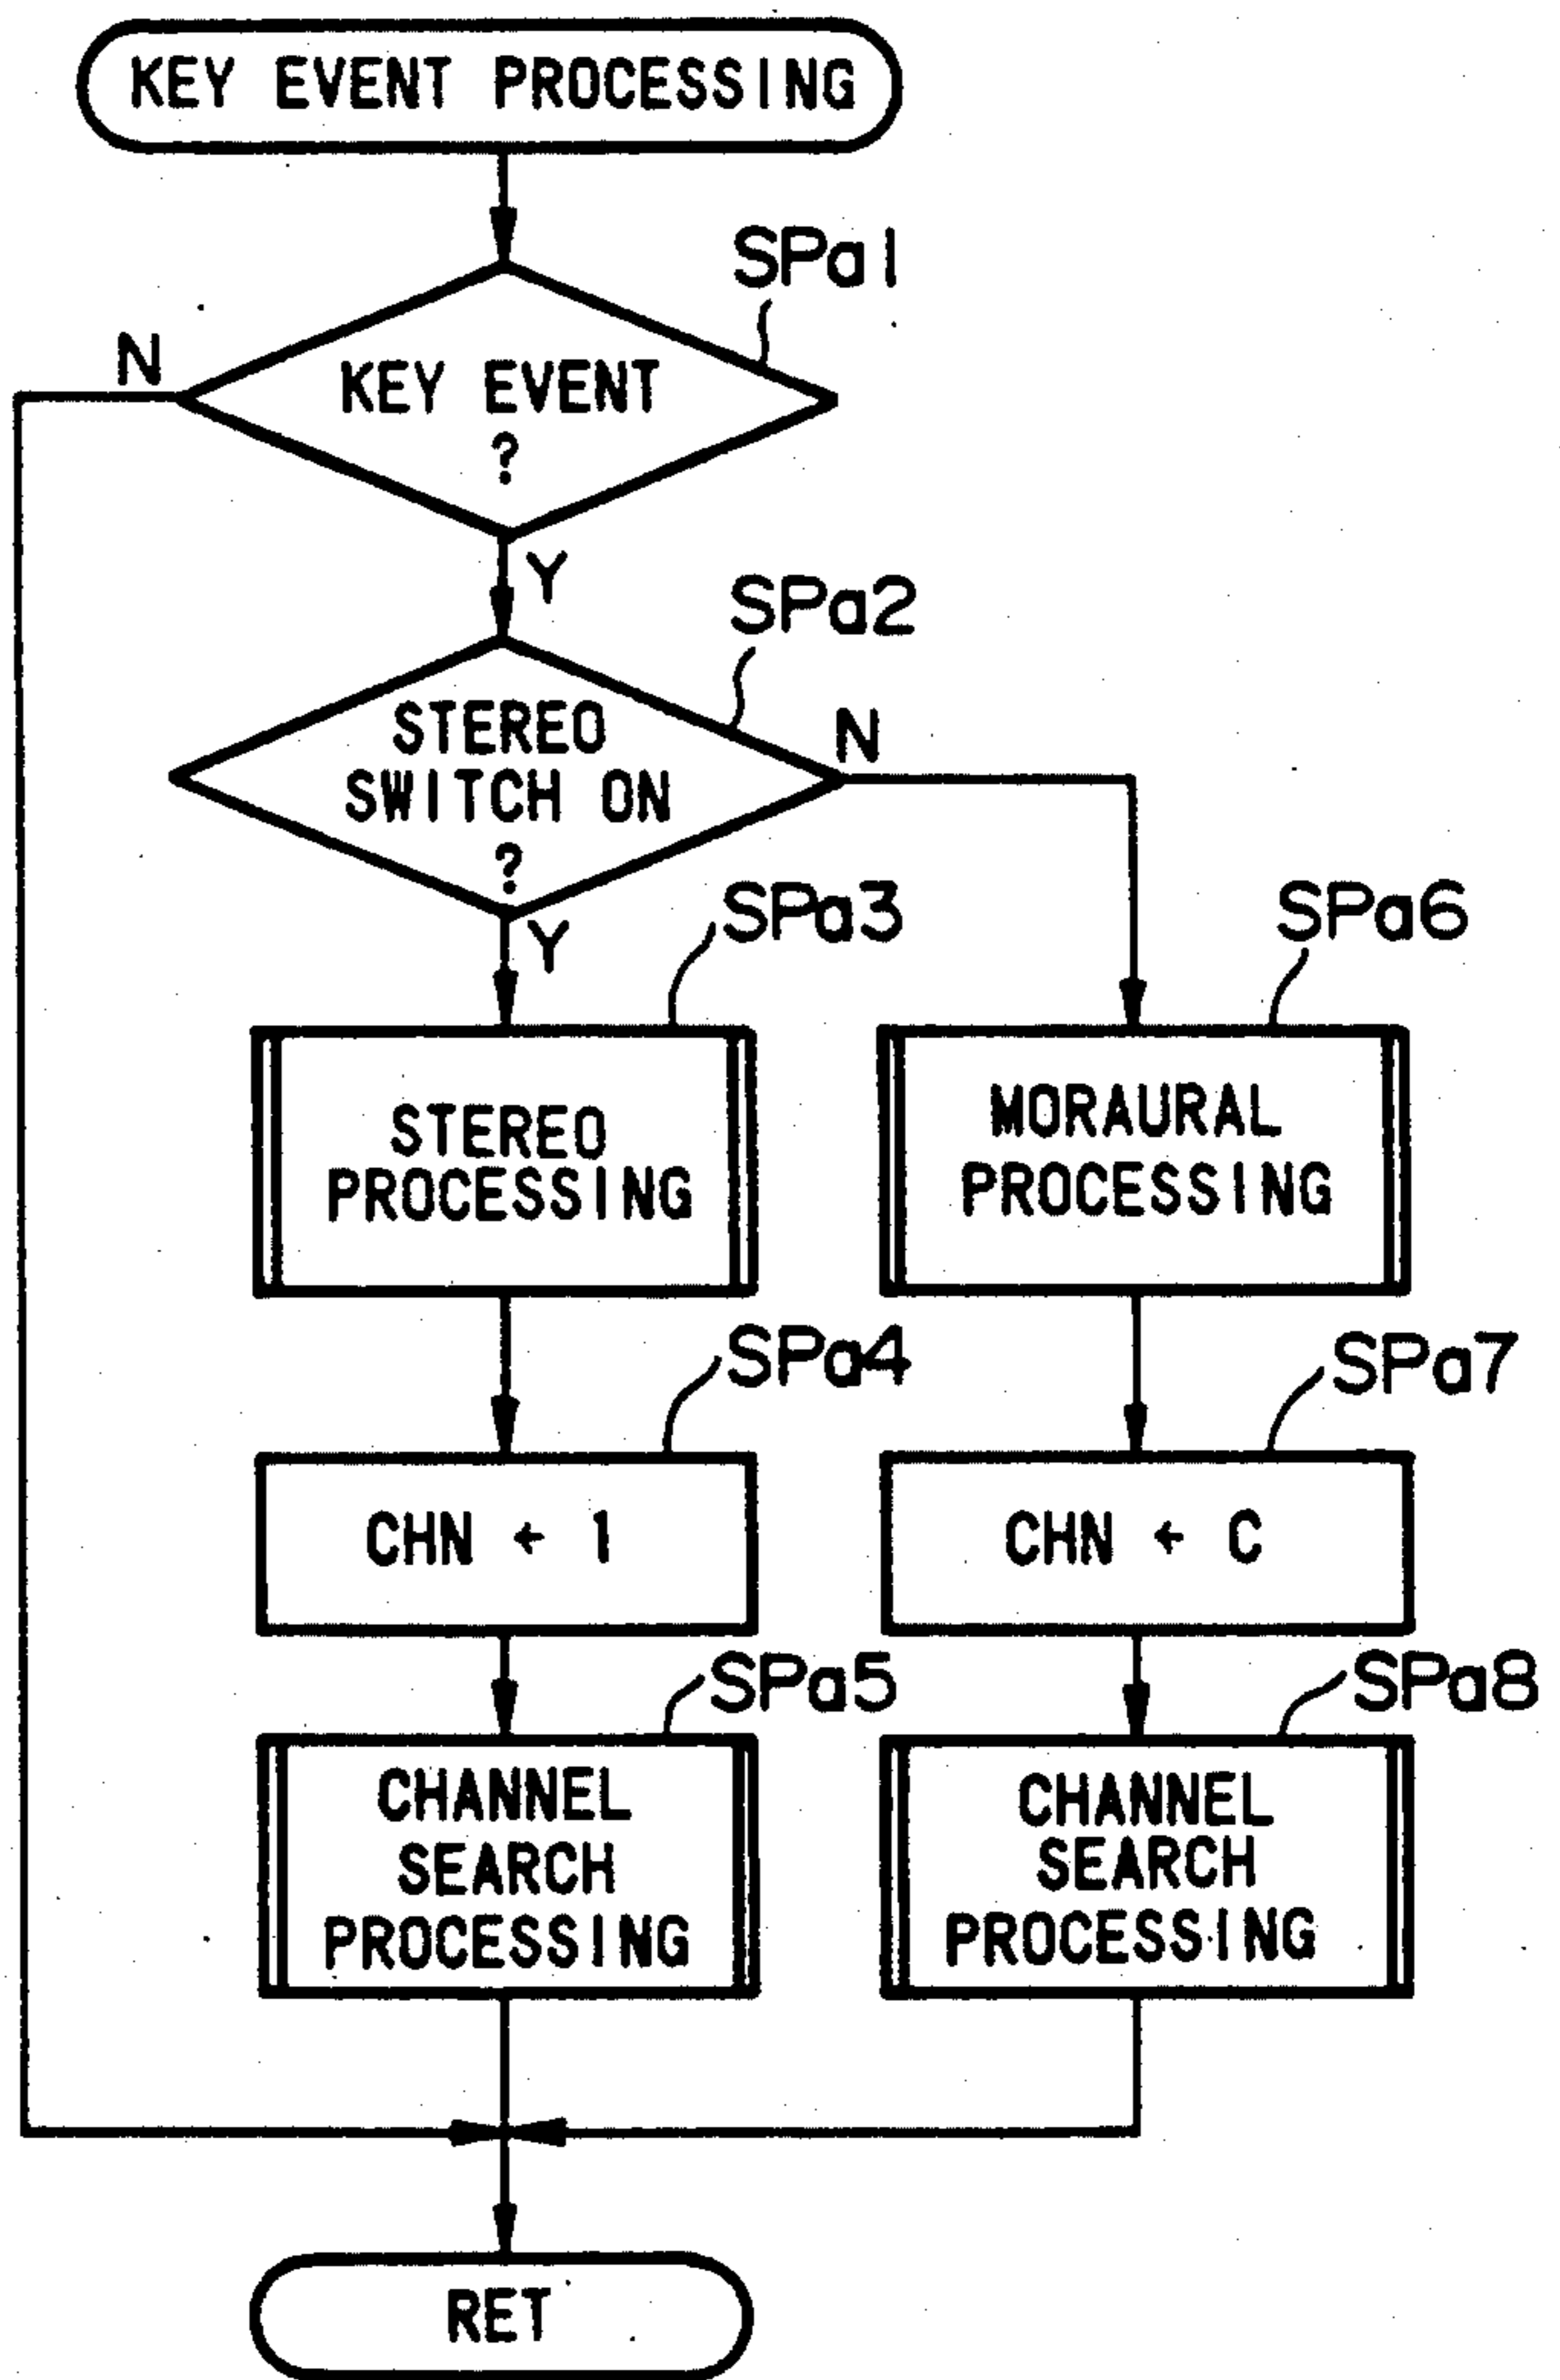 KEY EVENT PROCESSING
SPa1
N
KEY EVENT
?
Y
SPa2
STEREO
SWITCH ON
?
N
Y
SPa3
SPa6
STEREO
PROCESSING
MORAURAL
PROCESSING
SPa4
SPa7
CHN ← 1
CHN ← C
SPa5
SPa8
CHANNEL
SEARCH
PROCESSING
CHANNEL
SEARCH
PROCESSING
RET